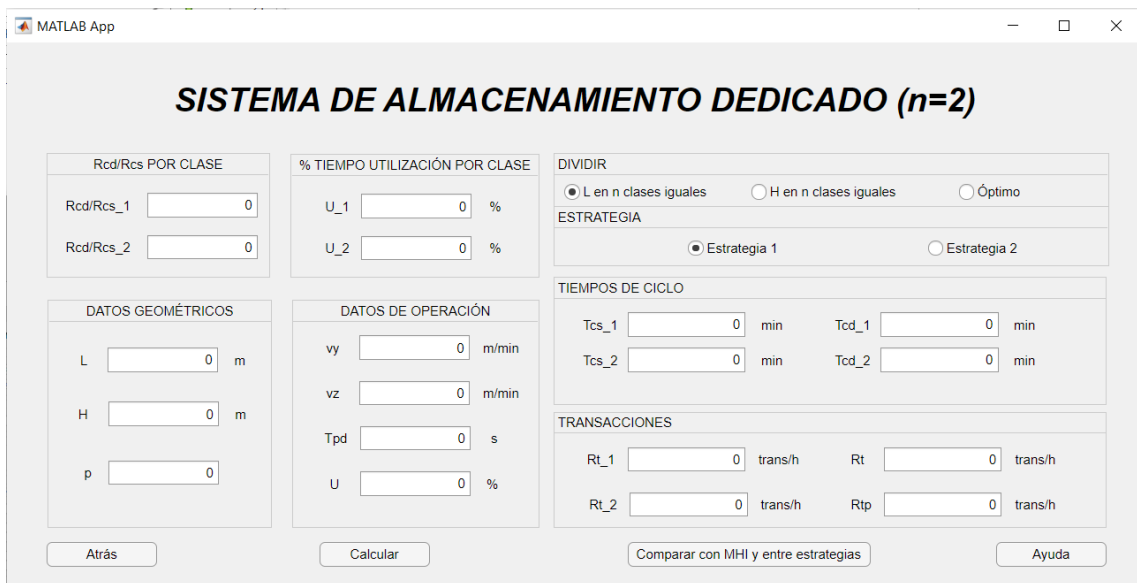 MATLAB App
SISTEMA DE ALMACENAMIENTO DEDICADO (n=2)
Rcd/Rcs POR CLASE
Rcd/Rcs_1 0
Rcd/Rcs_2 0
% TIEMPO UTILIZACIÓN POR CLASE
U_1 0 %
U_2 0 %
DIVIDIR
L en n clases iguales H en n clases iguales Óptimo
ESTRATEGIA
Estrategia 1 Estrategia 2
DATOS GEOMÉTRICOS
L 0 m
H 0 m
p 0
DATOS DE OPERACIÓN
vy 0 m/min
vz 0 m/min
Tpd 0 s
U 0 %
TIEMPOS DE CICLO
Tcs_1 0 min Tcd_1 0 min
Tcs_2 0 min Tcd_2 0 min
TRANSACCIONES
Rt_1 0 trans/h Rt 0 trans/h
Rt_2 0 trans/h Rtp 0 trans/h
Atrás Calcular Comparar con MHI y entre estrategias Ayuda